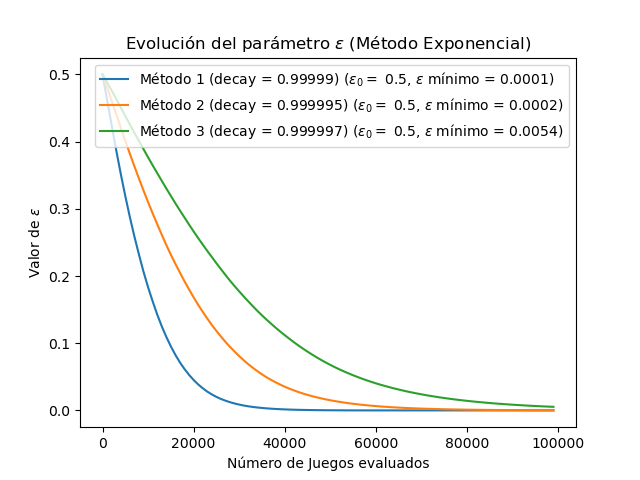 Evolución del parámetro ε (Método Exponencial)
Método 1 (decay = 0.99999) (ε₀ = 0.5, ε mínimo = 0.0001)
Método 2 (decay = 0.999995) (ε₀ = 0.5, ε mínimo = 0.0002)
Método 3 (decay = 0.999997) (ε₀ = 0.5, ε mínimo = 0.0054)
Valor de ε
0.5
0.4
0.3
0.2
0.1
0.0
0 20000 40000 60000 80000 100000
Número de Juegos evaluados